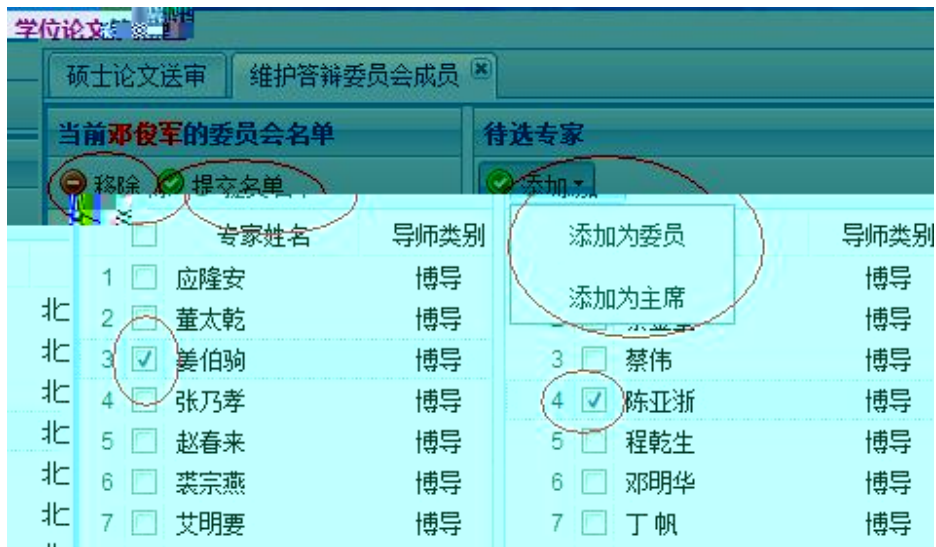 学位论文
硕士论文送审 维护答辩委员会成员
当前邓俊军的委员会名单 待选专家
移除 提交名单 添加
专家姓名 导师类别 添加为委员 导师类别
1 应隆安 博导 博导
添加为主席
北 2 董太乾 博导 博导
北 3 姜伯驹 博导 3 蔡伟 博导
北 4 张乃孝 博导 4 陈亚浙 博导
北 5 赵春来 博导 5 程乾生 博导
北 6 裘宗燕 博导 6 邓明华 博导
北 7 艾明要 博导 7 丁帆 博导